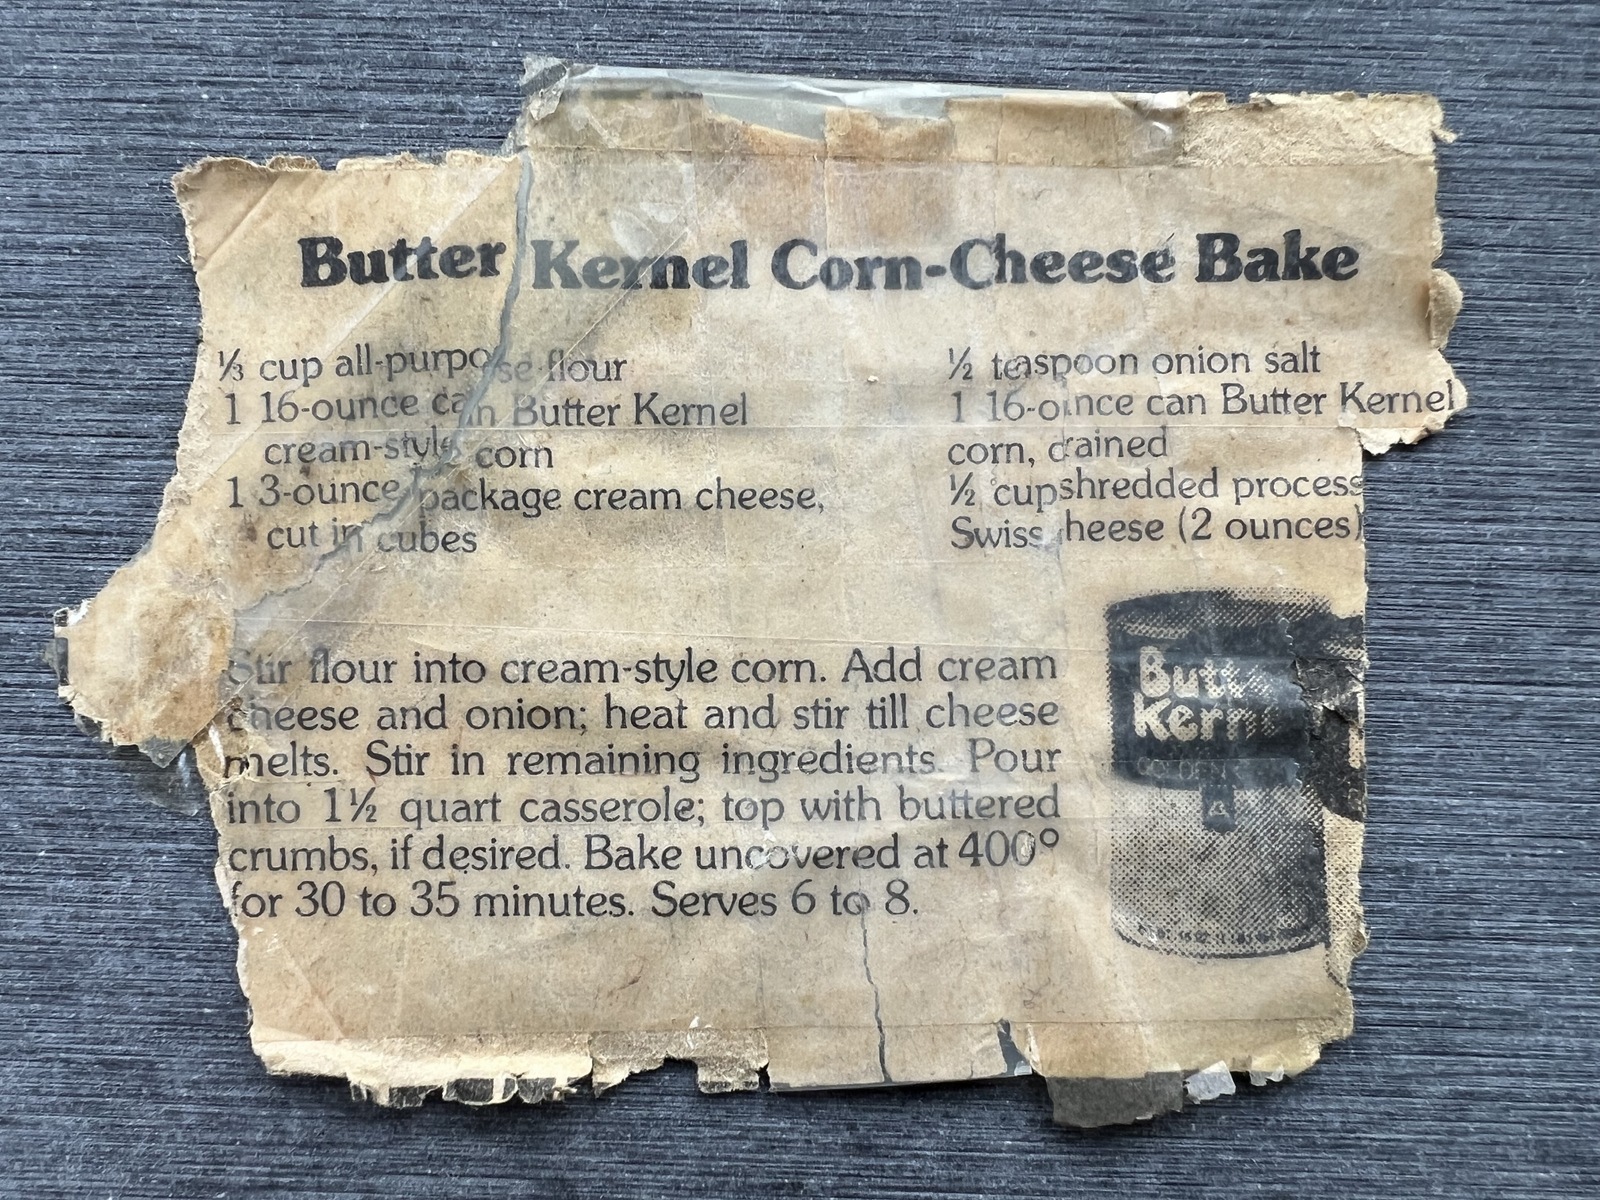 Butter Kernel Corn-Cheese Bake
⅓ cup all-purpose flour
1 16-ounce can Butter Kernel
cream-style corn
1 3-ounce package cream cheese,
cut in cubes
½ teaspoon onion salt
1 16-ounce can Butter Kernel
corn, drained
½ cup shredded process
Swiss cheese (2 ounces)
Stir flour into cream-style corn. Add cream
cheese and onion; heat and stir till cheese
melts. Stir in remaining ingredients. Pour
into 1½ quart casserole; top with buttered
crumbs, if desired. Bake uncovered at 400°
for 30 to 35 minutes. Serves 6 to 8.
Butte
Kerne